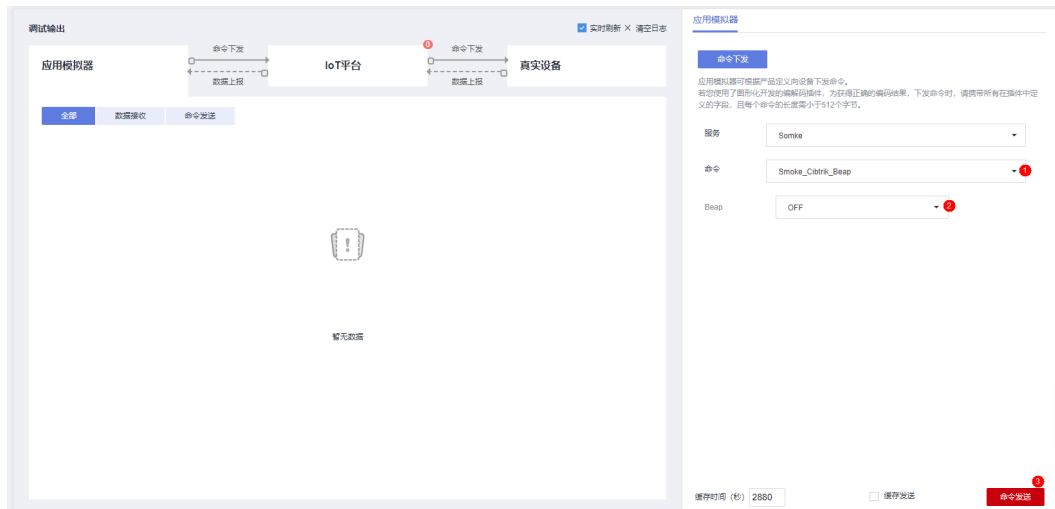 调试输出
实时刷新 × 清空日志
应用模拟器
命令下发
数据上报
IoT平台
0
命令下发
数据上报
真实设备
全部 数据接收 命令发送
暂无数据
应用模拟器
命令下发
应用模拟器可根据产品定义向设备下发命令。
若您使用了图形化开发的编解码插件，为获得正确的编码结果，下发命令时，请携带所有在插件中定
义的字段，且每个命令的长度需小于512个字节。
服务 Somke
命令 Smoke_Cibtrik_Beap 1
Beap OFF 2
缓存时间（秒） 2880 缓存发送 命令发送 3